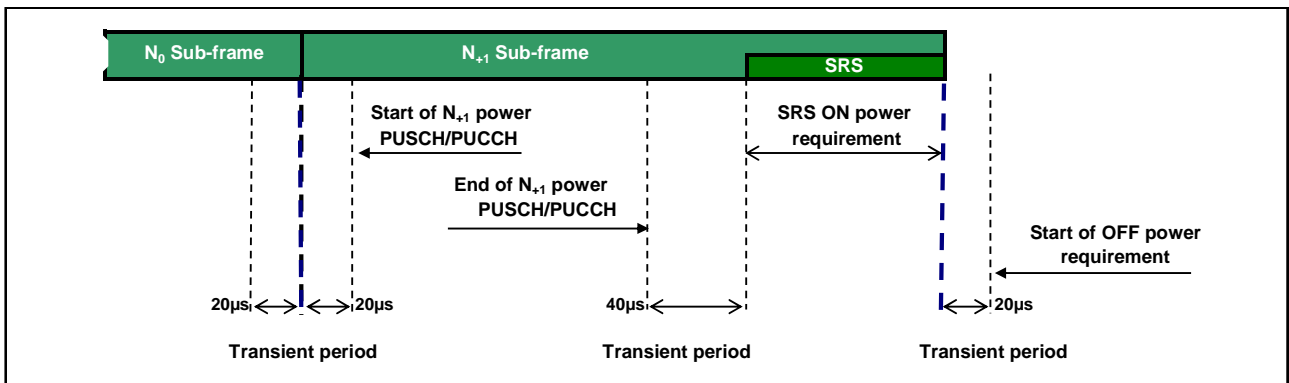 N₀ Sub-frame
N₊₁ Sub-frame
SRS
Start of N₊₁ power
PUSCH/PUCCH
SRS ON power
requirement
End of N₊₁ power
PUSCH/PUCCH
Start of OFF power
requirement
20µs
20µs
40µs
20µs
Transient period
Transient period
Transient period